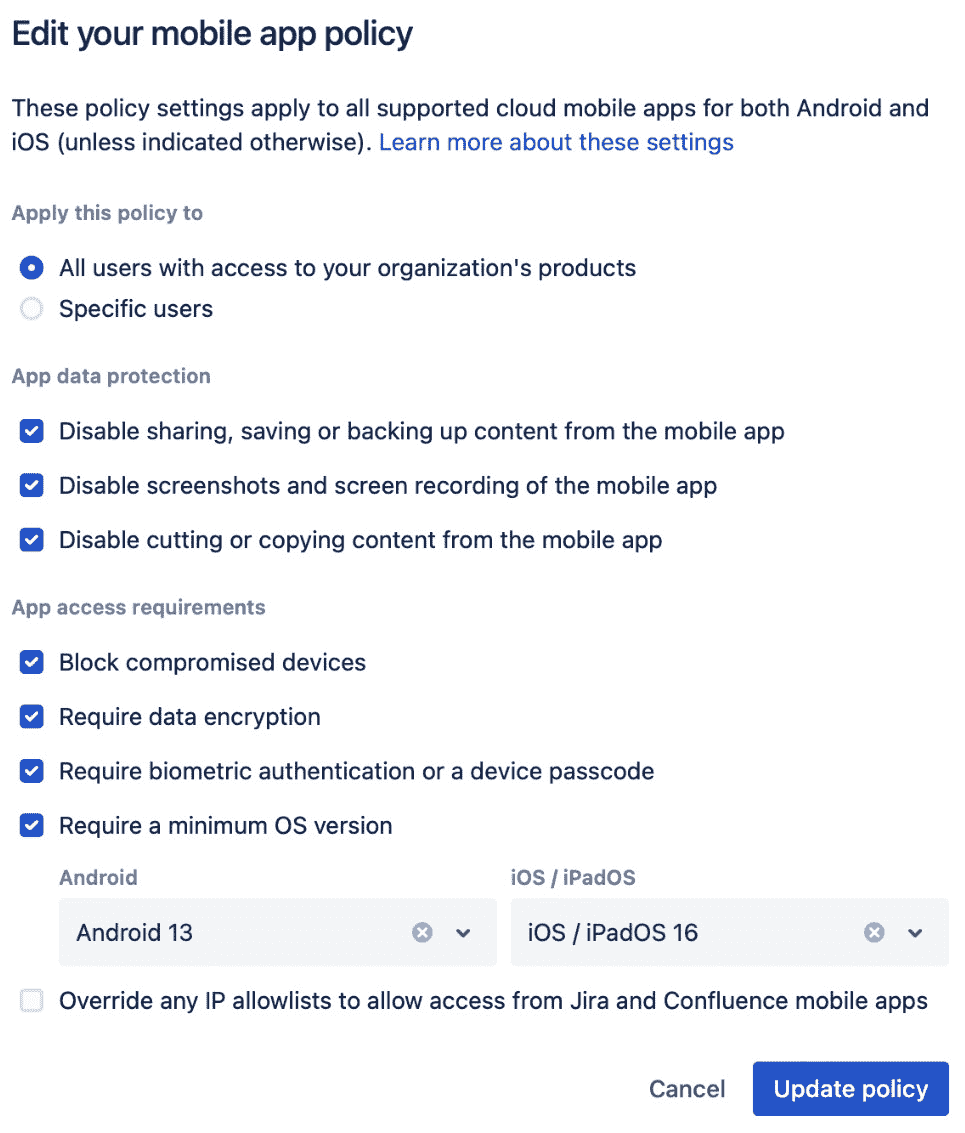 Edit your mobile app policy
These policy settings apply to all supported cloud mobile apps for both Android and
iOS (unless indicated otherwise). Learn more about these settings
Apply this policy to
All users with access to your organization's products
Specific users
App data protection
Disable sharing, saving or backing up content from the mobile app
Disable screenshots and screen recording of the mobile app
Disable cutting or copying content from the mobile app
App access requirements
Block compromised devices
Require data encryption
Require biometric authentication or a device passcode
Require a minimum OS version
Android iOS / iPadOS
Android 13 iOS / iPadOS 16
Override any IP allowlists to allow access from Jira and Confluence mobile apps
Cancel Update policy